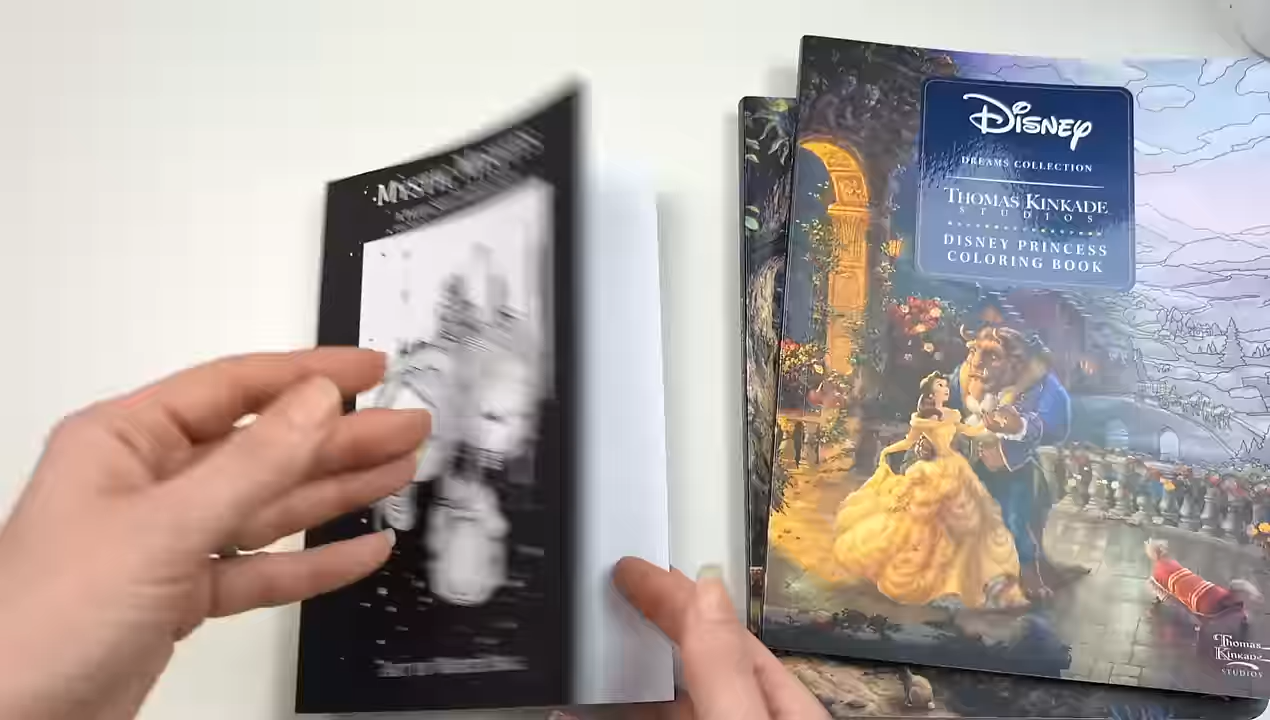 Disney
DREAMS COLLECTION
THOMAS KINKADE
STUDIOS
DISNEY PRINCESS
COLORING BOOK
Thomas
Kinkade
STUDIOS